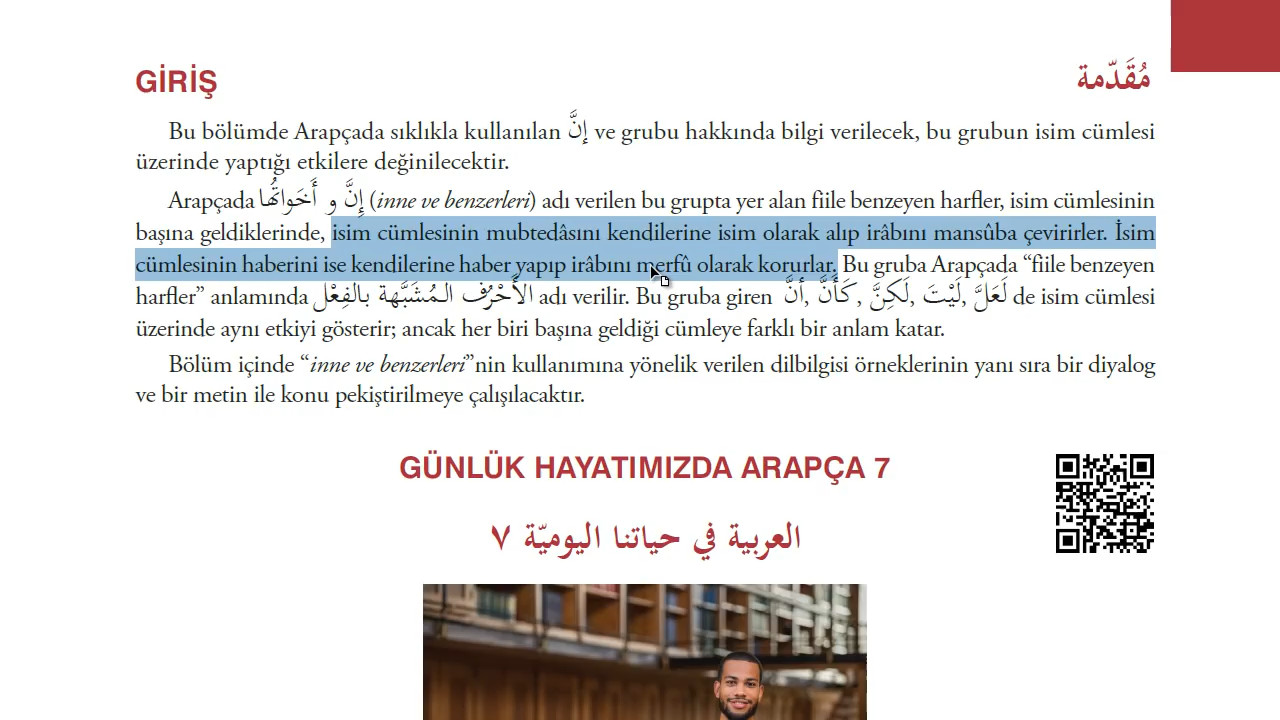 GİRİŞ
مُقَدّمة
Bu bölümde Arapçada sıklıkla kullanılan إنَّ ve grubu hakkında bilgi verilecek, bu grubun isim cümlesi
üzerinde yaptığı etkilere değinilecektir.
Arapçada إِنَّ و أَخَواتُها (inne ve benzerleri) adı verilen bu grupta yer alan fiile benzeyen harfler, isim cümlesinin
başına geldiklerinde, isim cümlesinin mubtedâsını kendilerine isim olarak alıp irâbını mansûba çevirirler. İsim
cümlesinin haberini ise kendilerine haber yapıp irâbını merfû olarak korurlar. Bu gruba Arapçada “fiile benzeyen
harfler” anlamında الأَحْرُف المُشَبَّهة بالفِعْل adı verilir. Bu gruba giren أنَّ, كَأَنَّ, لَكِنَّ, لَيْتَ, لَعَلَّ de isim cümlesi
üzerinde aynı etkiyi gösterir; ancak her biri başına geldiği cümleye farklı bir anlam katar.
Bölüm içinde “inne ve benzerleri”nin kullanımına yönelik verilen dilbilgisi örneklerinin yanı sıra bir diyalog
ve bir metin ile konu pekiştirilmeye çalışılacaktır.
GÜNLÜK HAYATIMIZDA ARAPÇA 7
العربية في حياتنا اليوميّة ٧